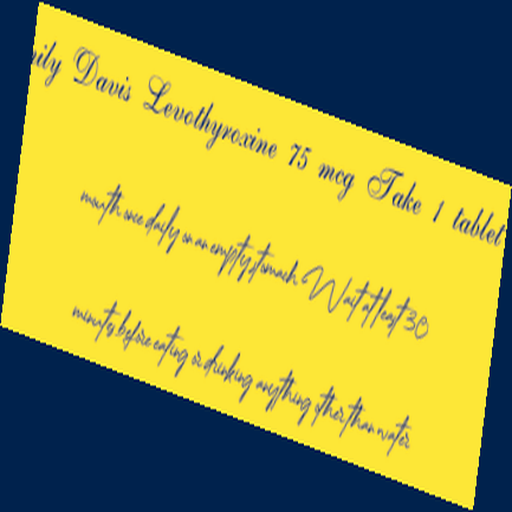 Davis Levothyroxine 75 mcg Take 1 tablet
mouth once daily on an empty stomach Wait at least 30
minutes before eating or drinking anything other than water